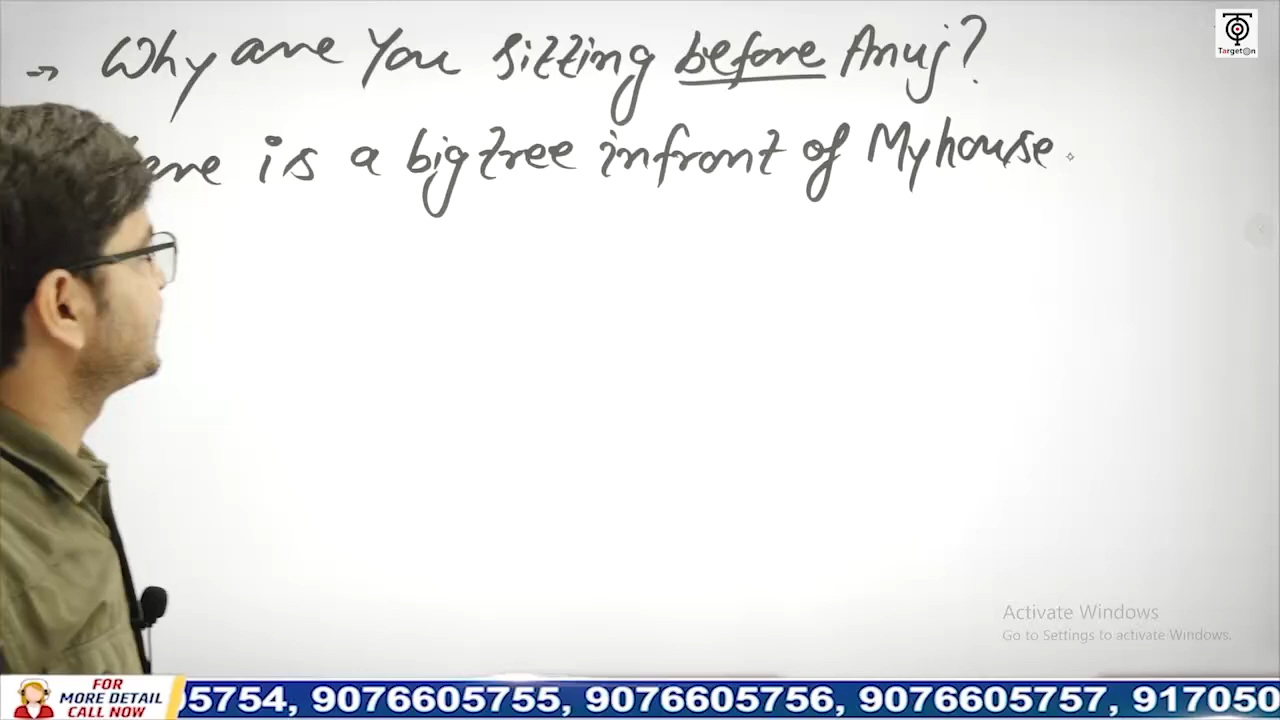 → Why are You sitting before Anuj?
is a big tree infront of My house.
TargetOn
Activate Windows
Go to Settings to activate Windows.
FOR
MORE DETAIL
CALL NOW
5754, 9076605755, 9076605756, 9076605757, 917050